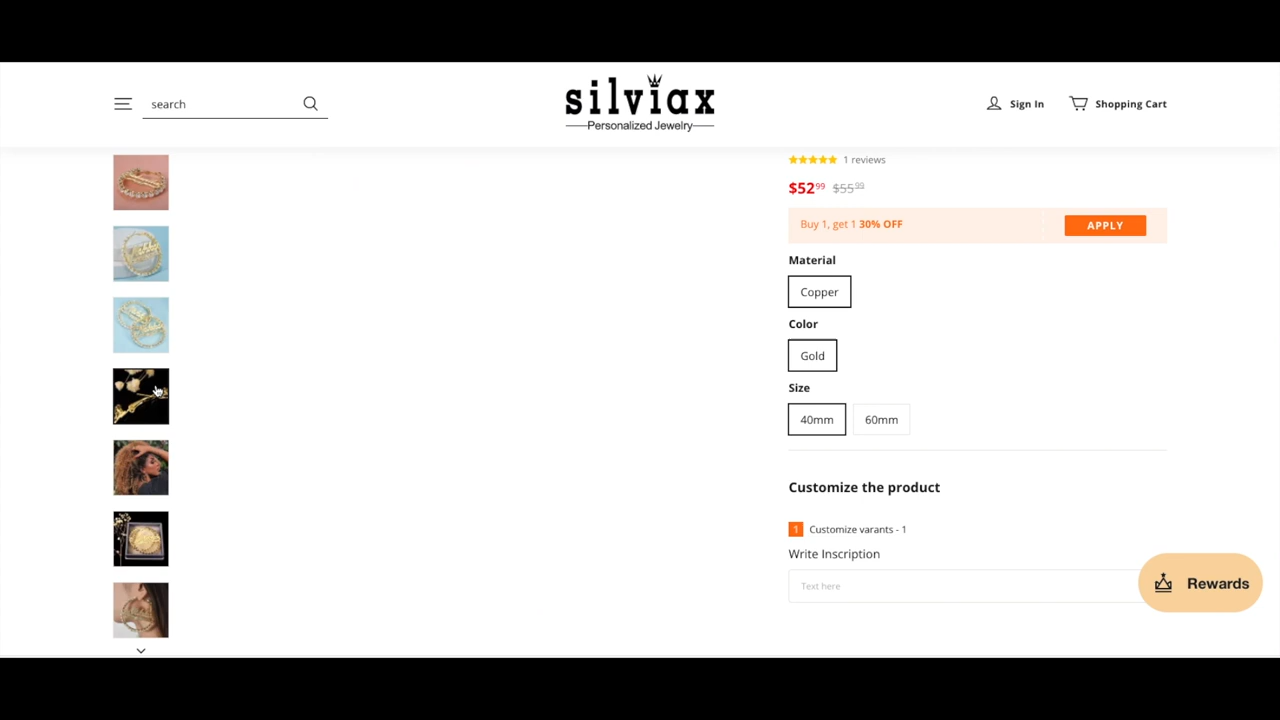 search
silviax
Personalized Jewelry
Sign In
Shopping Cart
1 reviews
$52.99 $55.99
Buy 1, get 1 30% OFF
APPLY
Material
Copper
Color
Gold
Size
40mm
60mm
Customize the product
1 Customize varants - 1
Write Inscription
Text here
Rewards